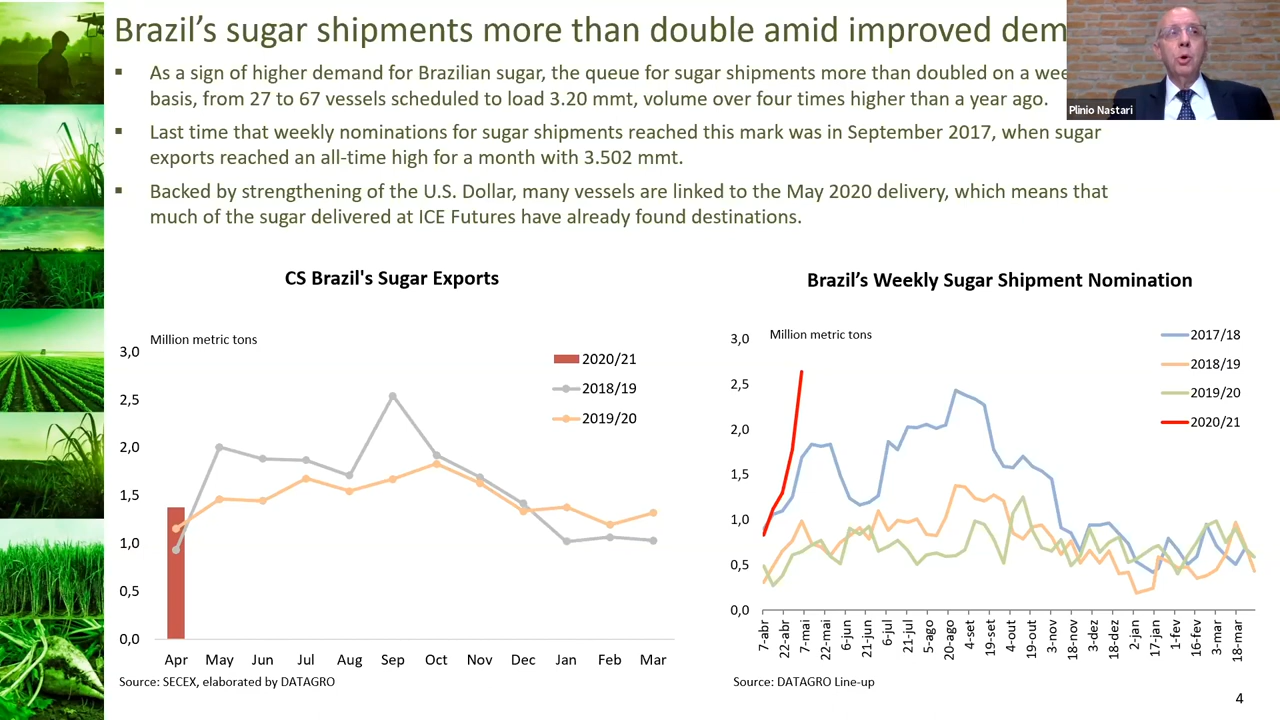 Brazil’s sugar shipments more than double amid improved dem
▪ As a sign of higher demand for Brazilian sugar, the queue for sugar shipments more than doubled on a
basis, from 27 to 67 vessels scheduled to load 3.20 mmt, volume over four times higher than a year ago.
▪ Last time that weekly nominations for sugar shipments reached this mark was in September 2017, when sugar
exports reached an all-time high for a month with 3.502 mmt.
▪ Backed by strengthening of the U.S. Dollar, many vessels are linked to the May 2020 delivery, which means that
much of the sugar delivered at ICE Futures have already found destinations.
Plinio Nastari
CS Brazil's Sugar Exports
Million metric tons
3,0
2,5
2,0
1,5
1,0
0,5
0,0
2020/21
2018/19
2019/20
Apr May Jun Jul Aug Sep Oct Nov Dec Jan Feb Mar
Source: SECEX, elaborated by DATAGRO
Brazil’s Weekly Sugar Shipment Nomination
Million metric tons
3,0
2,5
2,0
1,5
1,0
0,5
0,0
2017/18
2018/19
2019/20
2020/21
7-abr 22-abr 7-mai 22-mai 6-jun 21-jun 6-jul 21-jul 5-ago 20-ago 4-set 19-set 4-out 19-out 3-nov 18-nov 3-dez 18-dez 2-jan 17-jan 1-fev 16-fev 3-mar 18-mar
Source: DATAGRO Line-up
4